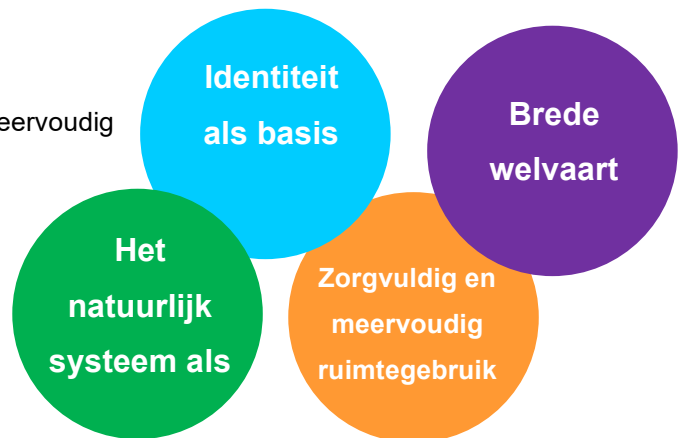 eervoudig
Identiteit
als basis
Brede
welvaart
Het
natuurlijk
systeem als
Zorgvuldig en
meervoudig
ruimtegebruik